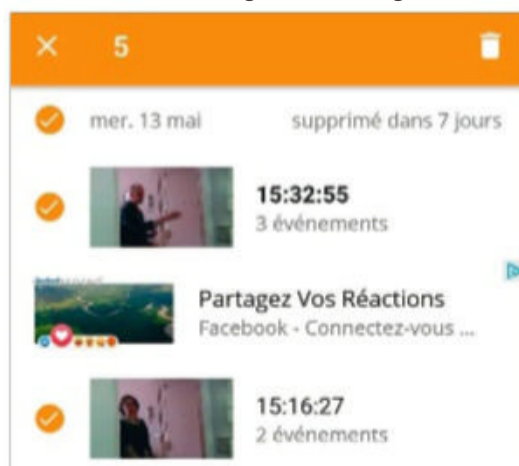 5
mer. 13 mai supprimé dans 7 jours
15:32:55
3 événements
Partagez Vos Réactions
Facebook - Connectez-vous ...
15:16:27
2 événements